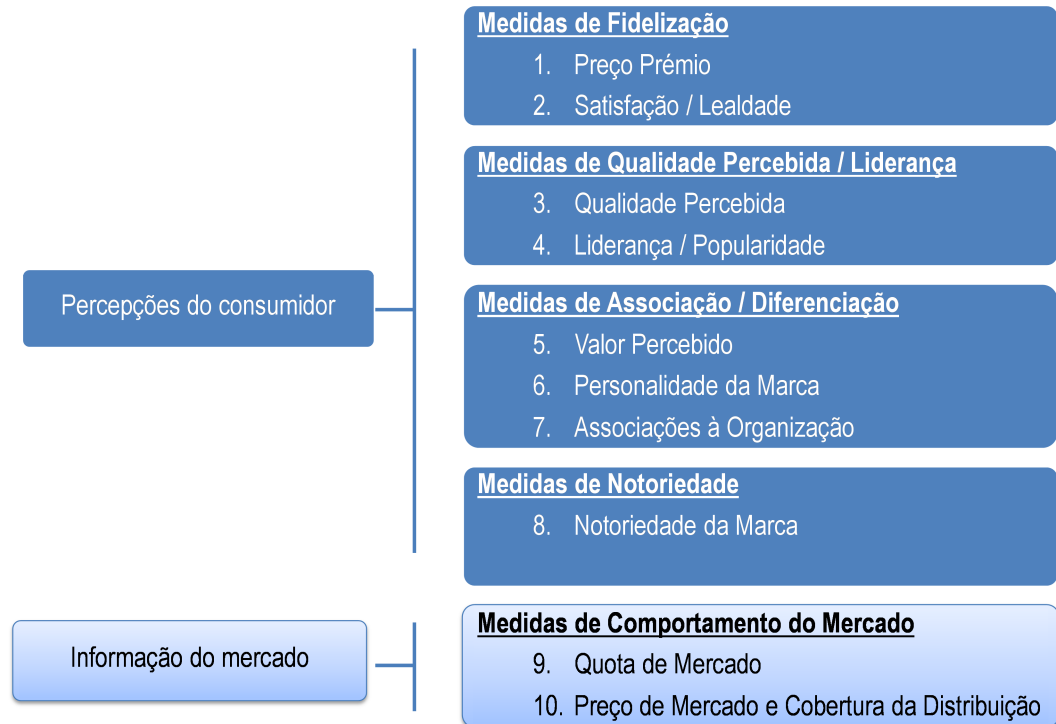 Medidas de Fidelização
1. Preço Prémio
2. Satisfação / Lealdade
Medidas de Qualidade Percebida / Liderança
3. Qualidade Percebida
4. Liderança / Popularidade
Percepções do consumidor
Medidas de Associação / Diferenciação
5. Valor Percebido
6. Personalidade da Marca
7. Associações à Organização
Medidas de Notoriedade
8. Notoriedade da Marca
Informação do mercado
Medidas de Comportamento do Mercado
9. Quota de Mercado
10. Preço de Mercado e Cobertura da Distribuição